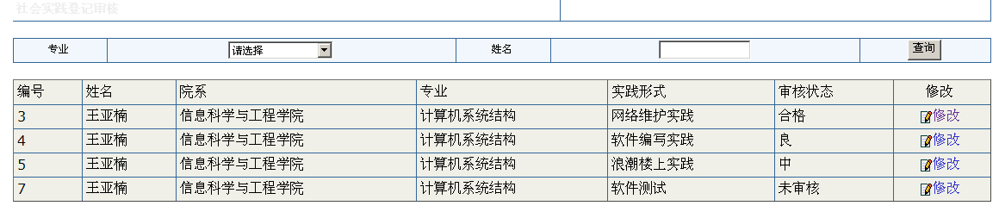 社会实践登记审核
专业 请选择 姓名 查询
编号 姓名 院系 专业 实践形式 审核状态 修改
3 王亚楠 信息科学与工程学院 计算机系统结构 网络维护实践 合格 修改
4 王亚楠 信息科学与工程学院 计算机系统结构 软件编写实践 良 修改
5 王亚楠 信息科学与工程学院 计算机系统结构 浪潮楼上实践 中 修改
7 王亚楠 信息科学与工程学院 计算机系统结构 软件测试 未审核 修改